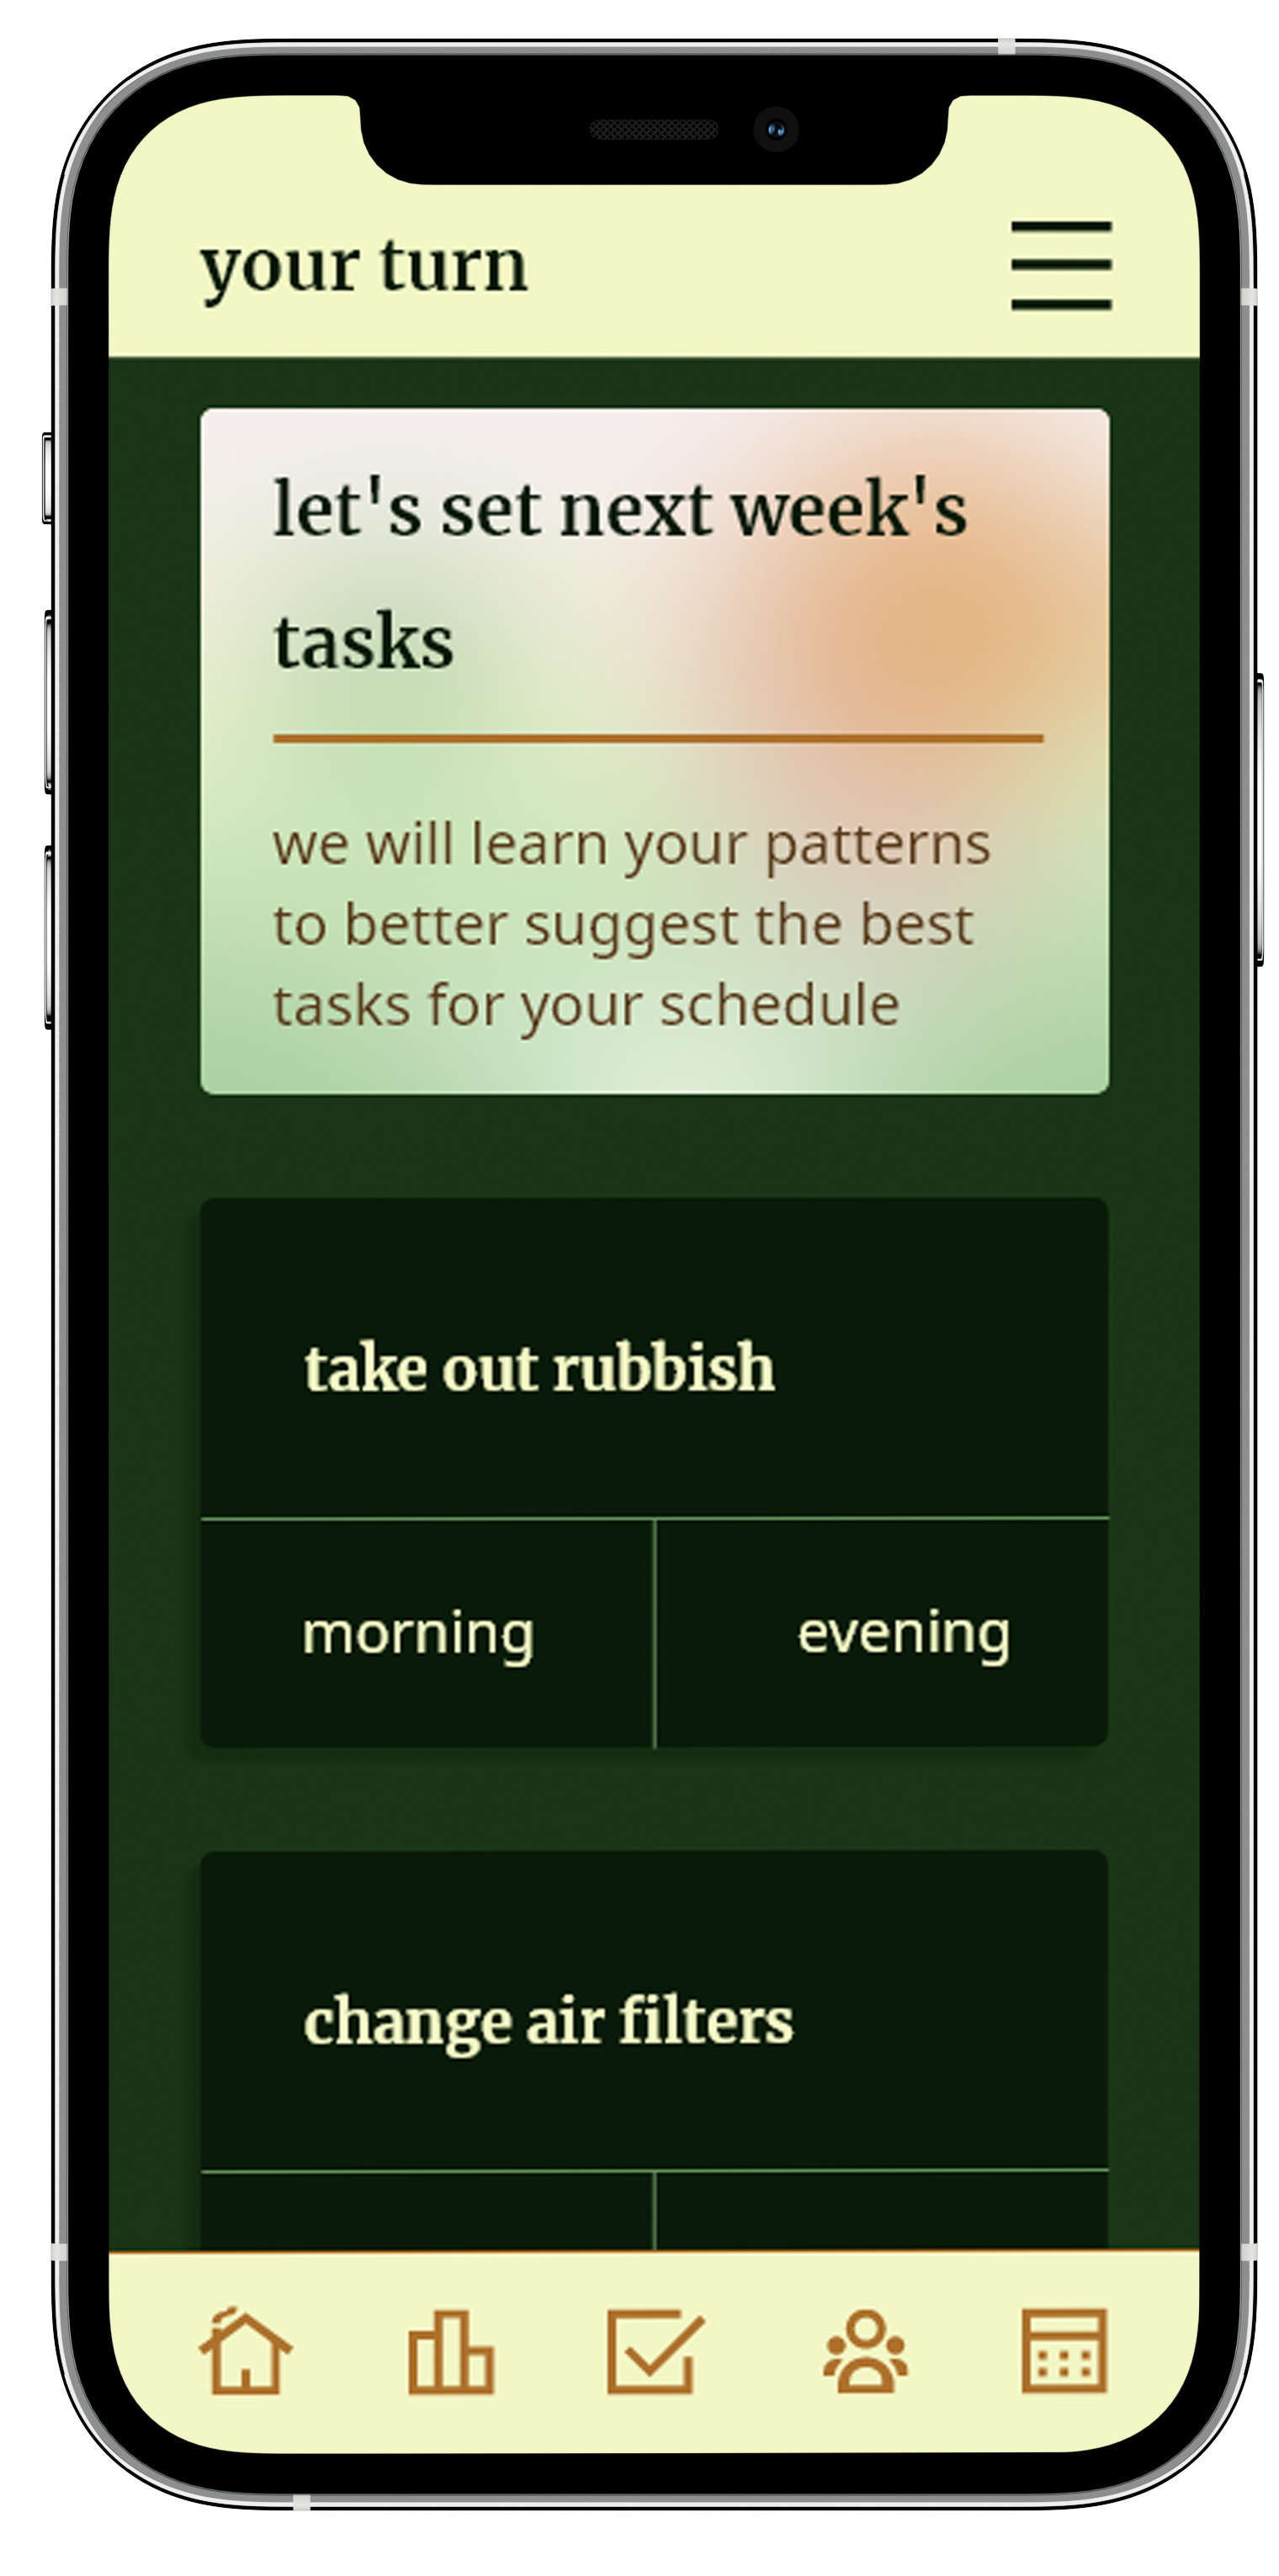 your turn
let's set next week's
tasks
we will learn your patterns
to better suggest the best
tasks for your schedule
take out rubbish
morning
evening
change air filters